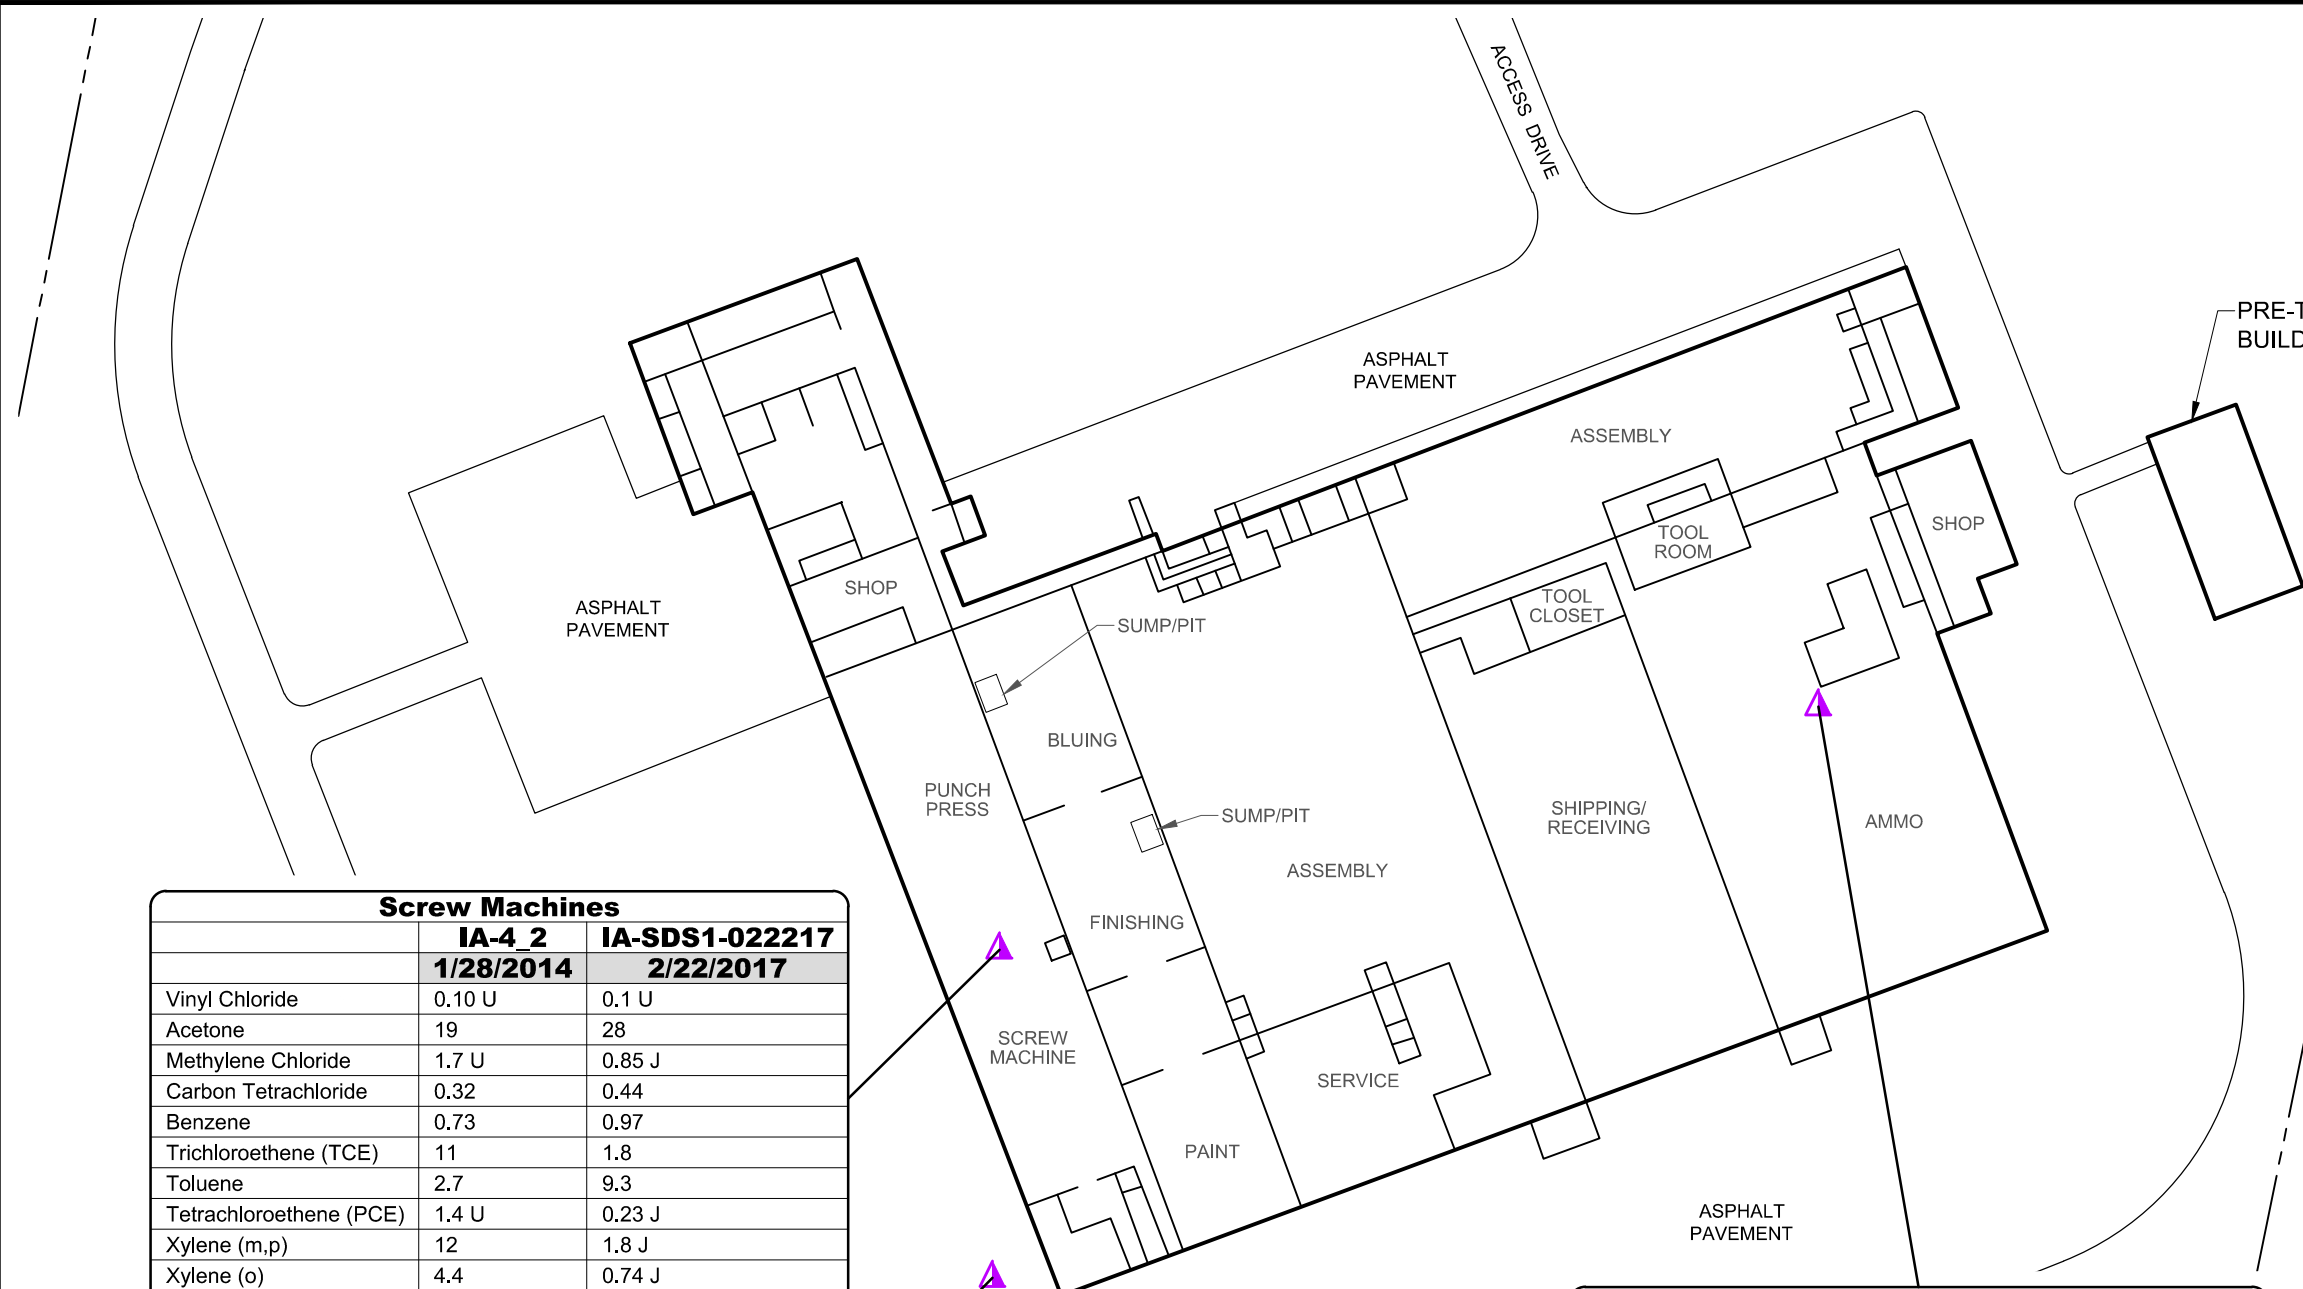 ACCESS DRIVE
PRE-T
BUILD
ASPHALT
PAVEMENT
ASSEMBLY
TOOL
ROOM
SHOP
TOOL
CLOSET
SHOP
ASPHALT
PAVEMENT
SUMP/PIT
BLUING
PUNCH
PRESS
SUMP/PIT
SHIPPING/
RECEIVING
AMMO
ASSEMBLY
FINISHING
SCREW
MACHINE
SERVICE
PAINT
ASPHALT
PAVEMENT
Screw Machines
IA-4_2 IA-SDS1-022217
1/28/2014 2/22/2017
Vinyl Chloride 0.10 U 0.1 U
Acetone 19 28
Methylene Chloride 1.7 U 0.85 J
Carbon Tetrachloride 0.32 0.44
Benzene 0.73 0.97
Trichloroethene (TCE) 11 1.8
Toluene 2.7 9.3
Tetrachloroethene (PCE) 1.4 U 0.23 J
Xylene (m,p) 12 1.8 J
Xylene (o) 4.4 0.74 J